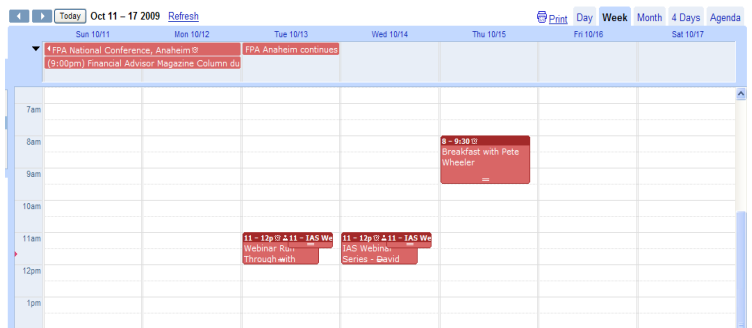 Today Oct 11 – 17 2009 Refresh Print Day Week Month 4 Days Agenda
Sun 10/11 Mon 10/12 Tue 10/13 Wed 10/14 Thu 10/15 Fri 10/16 Sat 10/17
FPA National Conference, Anaheim FPA Anaheim continues
(9:00pm) Financial Advisor Magazine Column du
7am
8am
8 – 9:30
Breakfast with Pete
Wheeler
9am
10am
11am
11 – 12p 11 – IAS We 11 – 12p 11 – IAS We
Webinar Run IAS Webinar
Through with Series - David
12pm
1pm